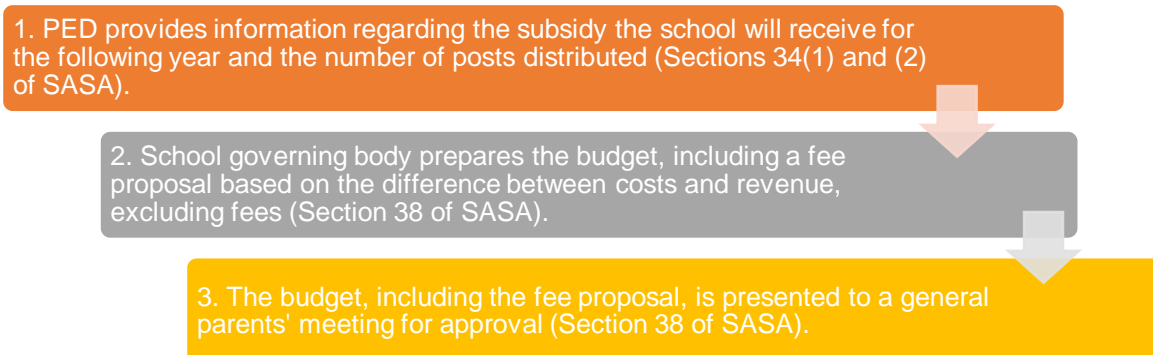 1. PED provides information regarding the subsidy the school will receive for
the following year and the number of posts distributed (Sections 34(1) and (2)
of SASA).
2. School governing body prepares the budget, including a fee
proposal based on the difference between costs and revenue,
excluding fees (Section 38 of SASA).
3. The budget, including the fee proposal, is presented to a general
parents' meeting for approval (Section 38 of SASA).